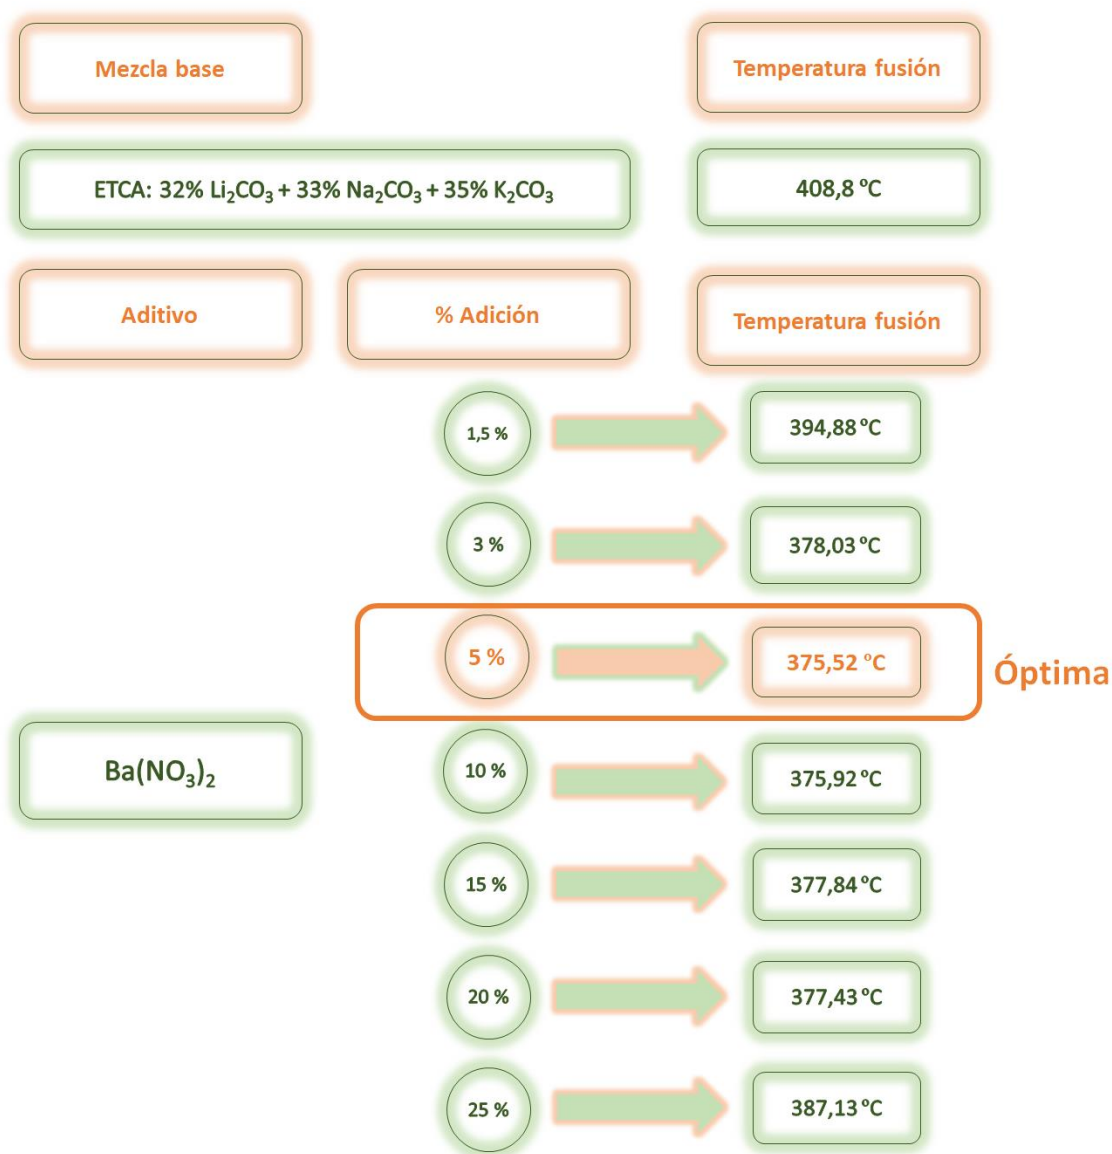 Mezcla base
Temperatura fusión
ETCA: 32% Li₂CO₃ + 33% Na₂CO₃ + 35% K₂CO₃
408,8 ºC
Aditivo
% Adición
Temperatura fusión
1,5 %
394,88 ºC
3 %
378,03 ºC
5 %
375,52 ºC
Óptima
Ba(NO₃)₂
10 %
375,92 ºC
15 %
377,84 ºC
20 %
377,43 ºC
25 %
387,13 ºC